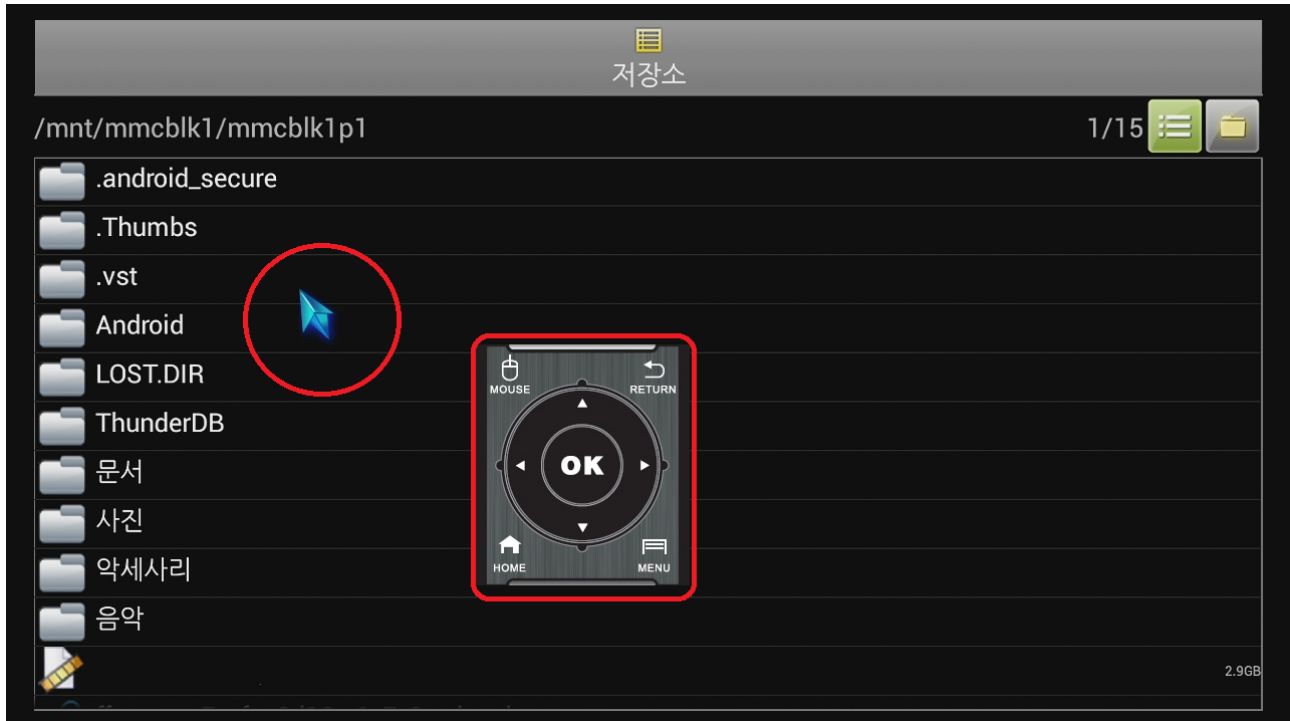 저장소
/mnt/mmcblk1/mmcblk1p1 1/15
.android_secure
.Thumbs
.vst
Android
LOST.DIR
ThunderDB
문서
사진
악세사리
음악
MOUSE RETURN
OK
HOME MENU
2.9GB